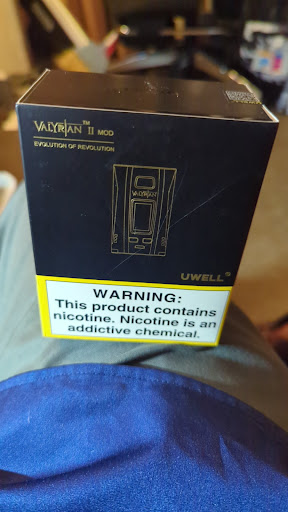 VALYRIAN™ II MOD
EVOLUTION OF REVOLUTION
VALYRIAN
UWELL®
WARNING:
This product contains
nicotine. Nicotine is an
addictive chemical.